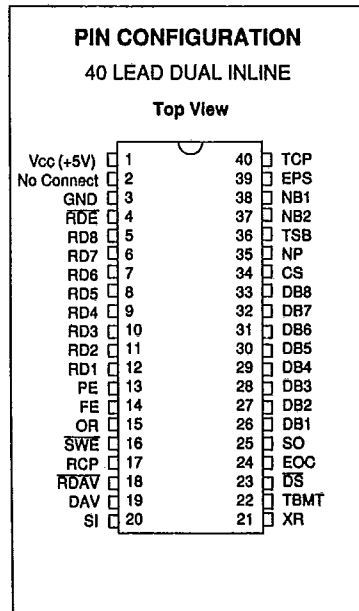 PIN CONFIGURATION
40 LEAD DUAL INLINE
Top View
Vcc (+5V) 1 40 TCP
No Connect 2 39 EPS
GND 3 38 NB1
R̅D̅E̅ 4 37 NB2
RD8 5 36 TSB
RD7 6 35 NP
RD6 7 34 CS
RD5 8 33 DB8
RD4 9 32 DB7
RD3 10 31 DB6
RD2 11 30 DB5
RD1 12 29 DB4
PE 13 28 DB3
FE 14 27 DB2
OR 15 26 DB1
S̅W̅E̅ 16 25 SO
RCP 17 24 EOC
R̅D̅A̅V̅ 18 23 D̅S̅
DAV 19 22 TBMT
SI 20 21 XR